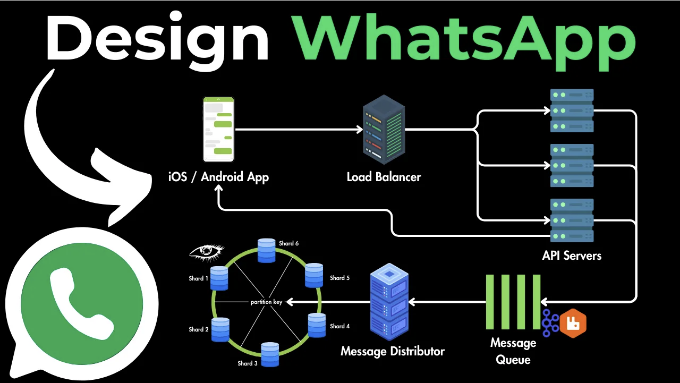 Design WhatsApp
iOS / Android App
Load Balancer
API Servers
Shard 6
Shard 1
Shard 5
partition key
Shard 2
Shard 4
Shard 3
Message Distributor
Message
Queue